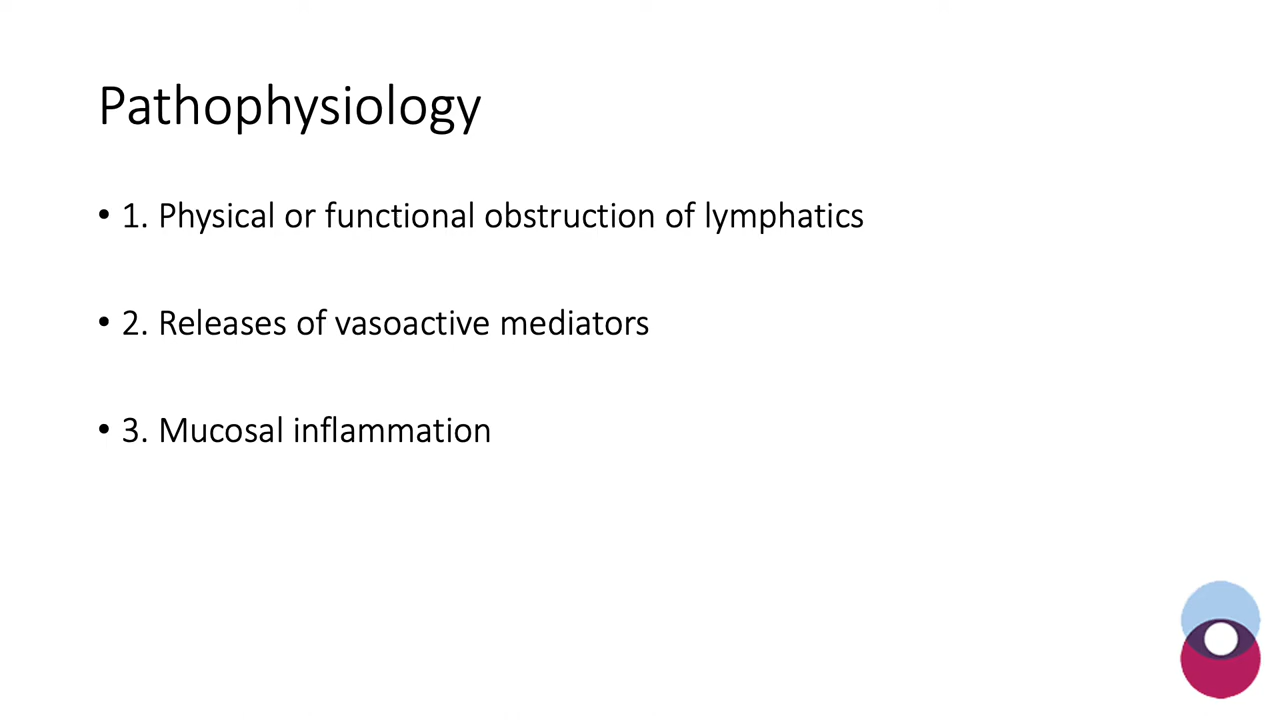 Pathophysiology
• 1. Physical or functional obstruction of lymphatics
• 2. Releases of vasoactive mediators
• 3. Mucosal inflammation